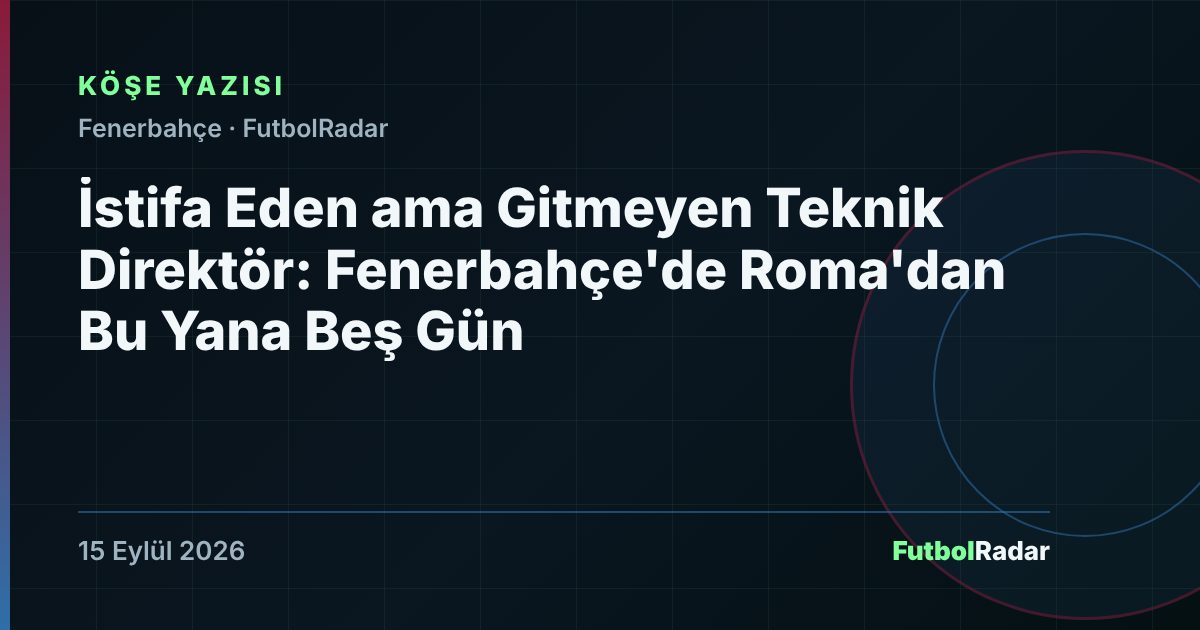 KÖŞE YAZISI
Fenerbahçe · FutbolRadar
İstifa Eden ama Gitmeyen Teknik
Direktör: Fenerbahçe'de Roma'dan
Bu Yana Beş Gün
15 Eylül 2026
FutbolRadar